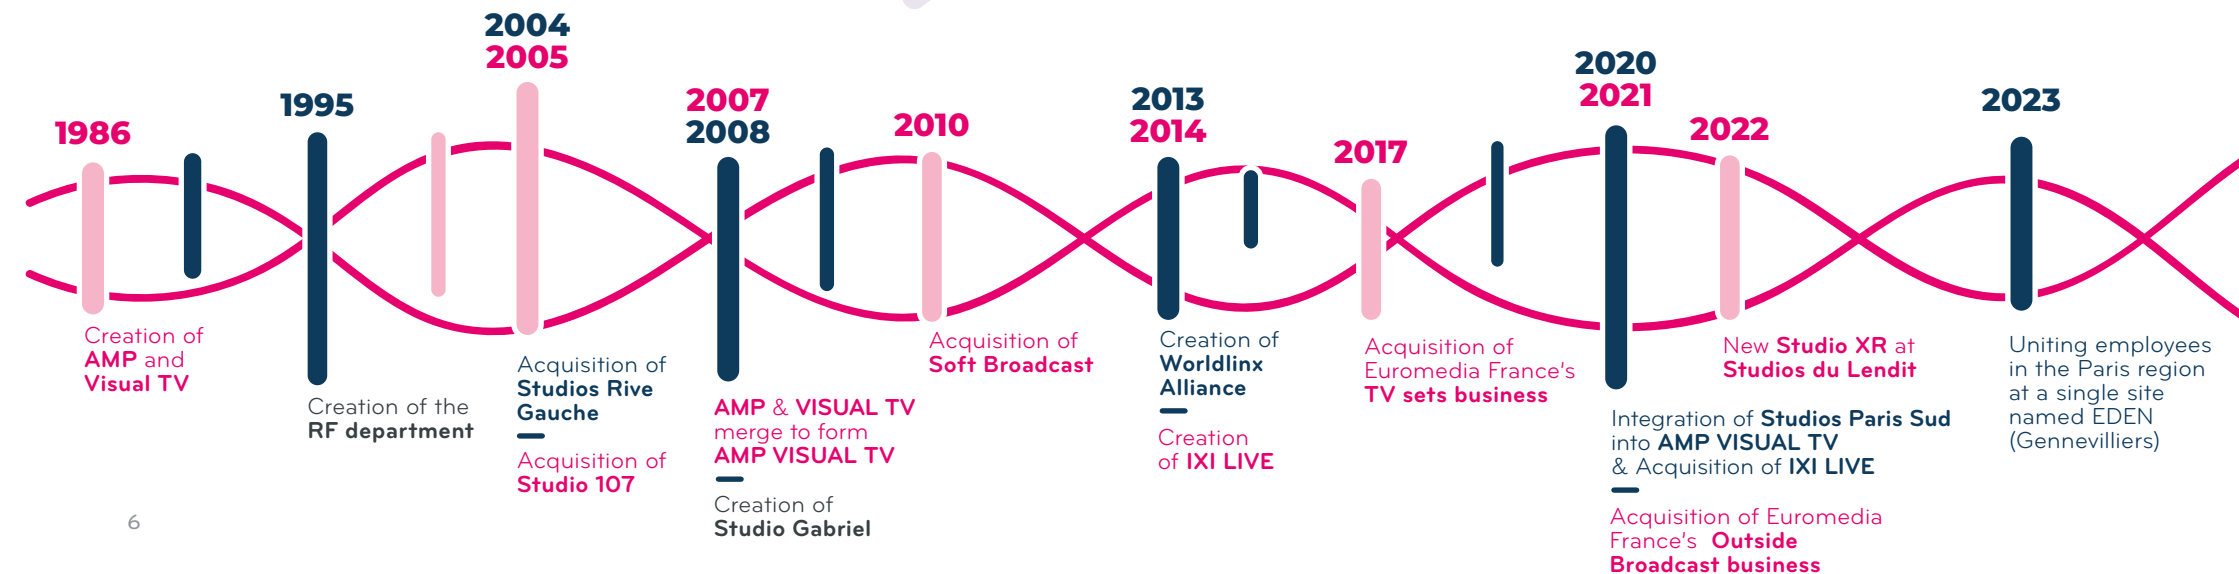 1986
Creation of
AMP and
Visual TV
1995
Creation of the
RF department
2004
2005
Acquisition of
Studios Rive
Gauche
Acquisition of
Studio 107
2007
2008
AMP & VISUAL TV
merge to form
AMP VISUAL TV
Creation of
Studio Gabriel
2010
Acquisition of
Soft Broadcast
2013
2014
Creation of
Worldlinx
Alliance
Creation
of IXI LIVE
2017
Acquisition of
Euromedia France's
TV sets business
2020
2021
Integration of Studios Paris Sud
into AMP VISUAL TV
& Acquisition of IXI LIVE
Acquisition of Euromedia
France's Outside
Broadcast business
2022
New Studio XR at
Studios du Lendit
2023
Uniting employees
in the Paris region
at a single site
named EDEN
(Gennevilliers)
6